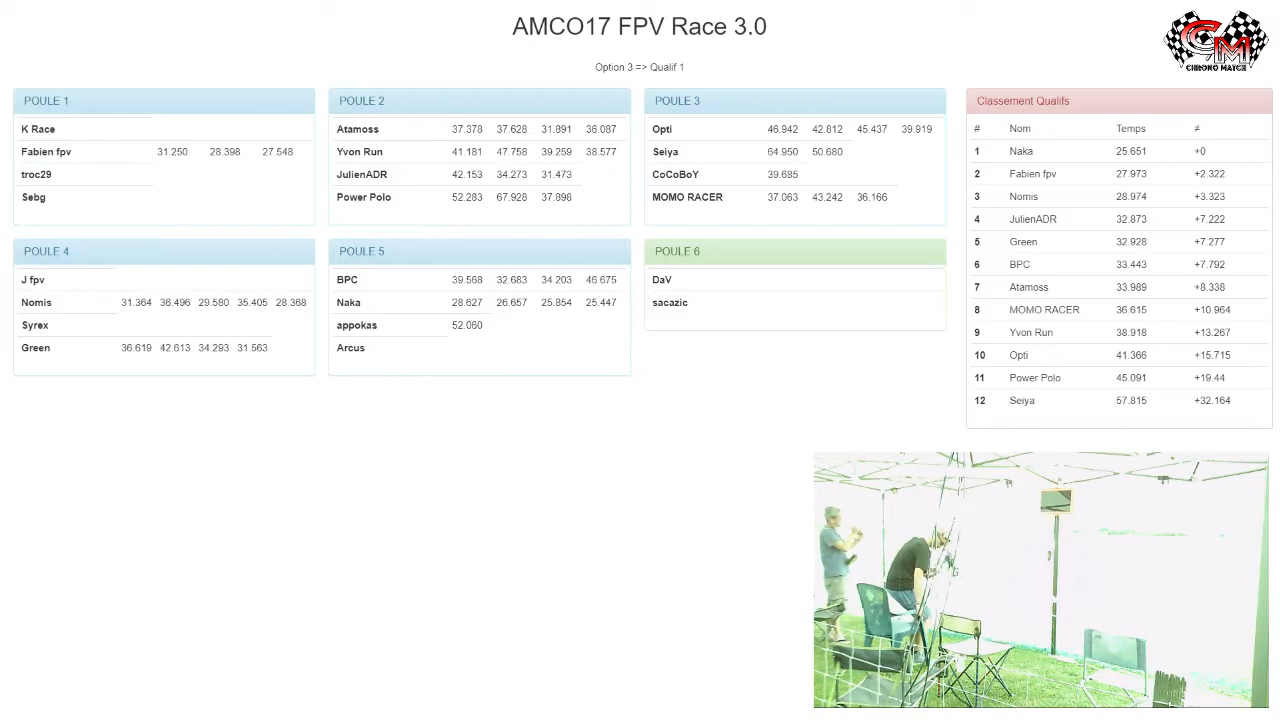 AMCO17 FPV Race 3.0
CM
CHRONO MATCH
Option 3 => Qualif 1
POULE 1
K Race
Fabien fpv 31.250 28.398 27.548
troc29
Sebg
POULE 2
Atamoss 37.378 37.628 31.891 36.087
Yvon Run 41.181 47.758 39.259 38.577
JulienADR 42.153 34.273 31.473
Power Polo 52.283 67.928 37.898
POULE 3
Opti 46.942 42.812 45.437 39.919
Seiya 64.950 50.680
CoCoBoY 39.685
MOMO RACER 37.063 43.242 36.166
POULE 4
J fpv
Nomis 31.364 36.496 29.580 35.405 28.368
Syrex
Green 36.619 42.613 34.293 31.563
POULE 5
BPC 39.568 32.683 34.203 46.675
Naka 28.627 26.657 25.854 25.447
appokas 52.060
Arcus
POULE 6
DaV
sacazic
Classement Qualifs
# Nom Temps ≠
1 Naka 25.651 +0
2 Fabien fpv 27.973 +2.322
3 Nomis 28.974 +3.323
4 JulienADR 32.873 +7.222
5 Green 32.928 +7.277
6 BPC 33.443 +7.792
7 Atamoss 33.989 +8.338
8 MOMO RACER 36.615 +10.964
9 Yvon Run 38.918 +13.267
10 Opti 41.366 +15.715
11 Power Polo 45.091 +19.44
12 Seiya 57.815 +32.164